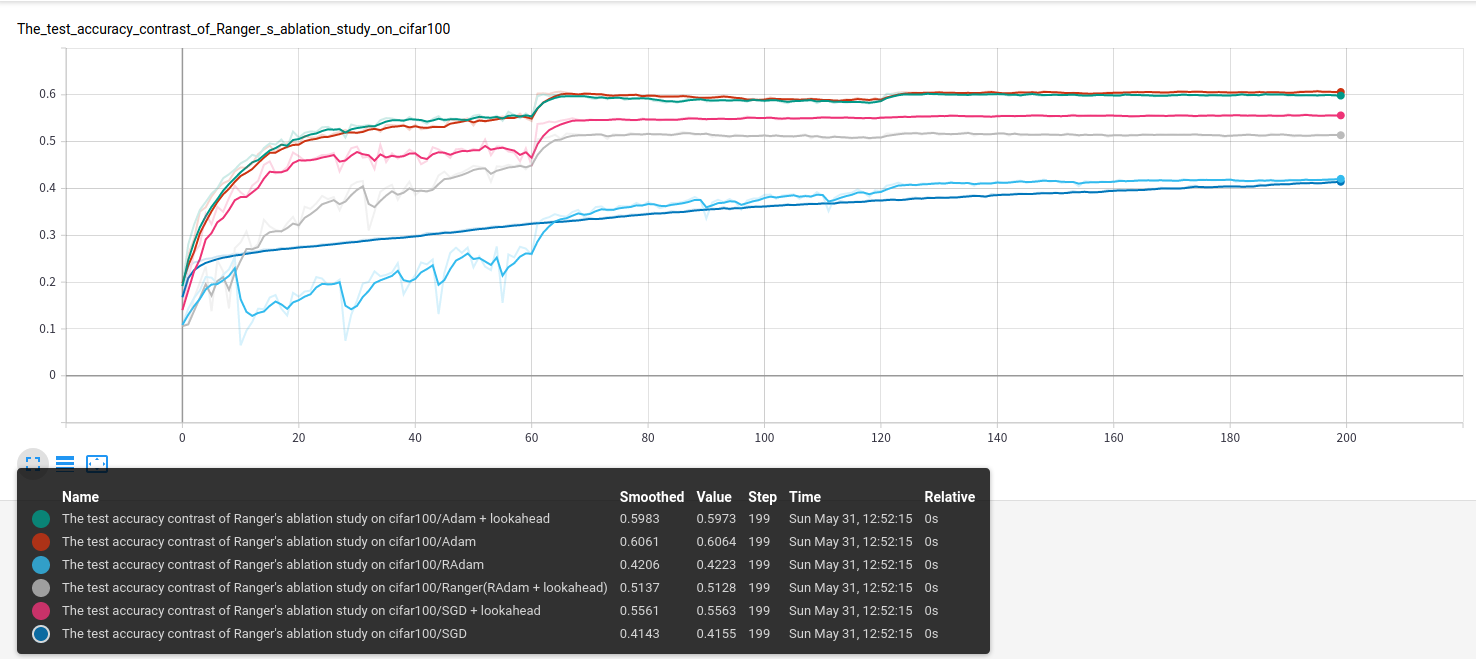 The_test_accuracy_contrast_of_Ranger_s_ablation_study_on_cifar100
0.6
0.5
0.4
0.3
0.2
0.1
0
0 20 40 60 80 100 120 140 160 180 200
Name Smoothed Value Step Time Relative
The test accuracy contrast of Ranger's ablation study on cifar100/Adam + lookahead 0.5983 0.5973 199 Sun May 31, 12:52:15 0s
The test accuracy contrast of Ranger's ablation study on cifar100/Adam 0.6061 0.6064 199 Sun May 31, 12:52:15 0s
The test accuracy contrast of Ranger's ablation study on cifar100/RAdam 0.4206 0.4223 199 Sun May 31, 12:52:15 0s
The test accuracy contrast of Ranger's ablation study on cifar100/Ranger(RAdam + lookahead) 0.5137 0.5128 199 Sun May 31, 12:52:15 0s
The test accuracy contrast of Ranger's ablation study on cifar100/SGD + lookahead 0.5561 0.5563 199 Sun May 31, 12:52:15 0s
The test accuracy contrast of Ranger's ablation study on cifar100/SGD 0.4143 0.4155 199 Sun May 31, 12:52:15 0s